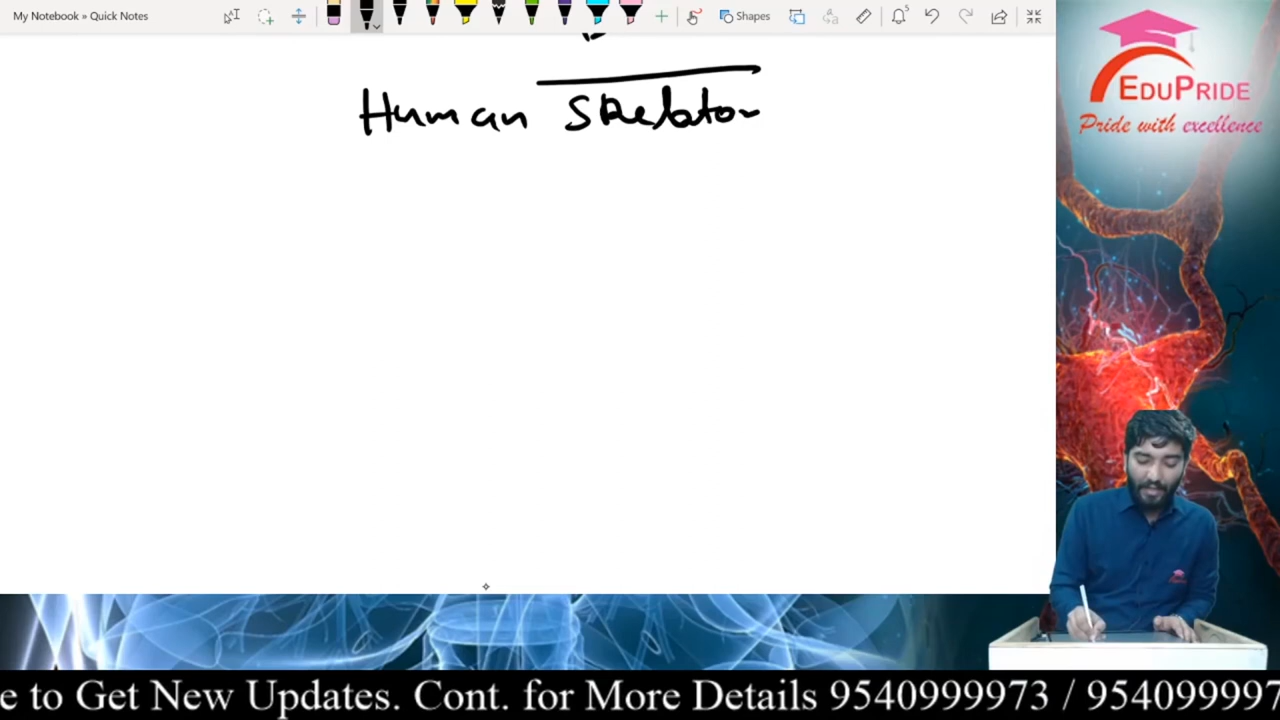 My Notebook » Quick Notes
Shapes
5
Human Skeleton
EDUPRIDE
Pride with excellence
e to Get New Updates. Cont. for More Details 9540999973 / 954099997